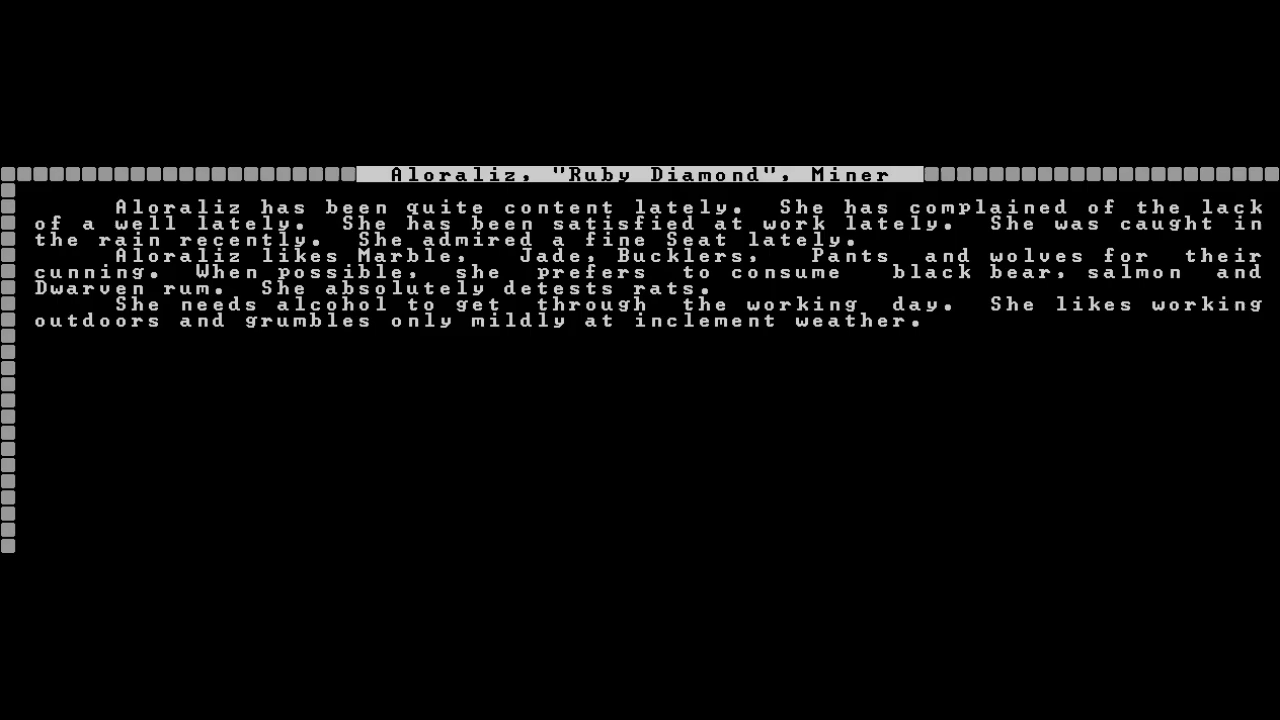 Aloraliz, "Ruby Diamond", Miner
Aloraliz has been quite content lately. She has complained of the lack
of a well lately. She has been satisfied at work lately. She was caught in
the rain recently. She admired a fine Seat lately.
Aloraliz likes Marble, Jade, Bucklers, Pants and wolves for their
cunning. When possible, she prefers to consume black bear, salmon and
Dwarven rum. She absolutely detests rats.
She needs alcohol to get through the working day. She likes working
outdoors and grumbles only mildly at inclement weather.